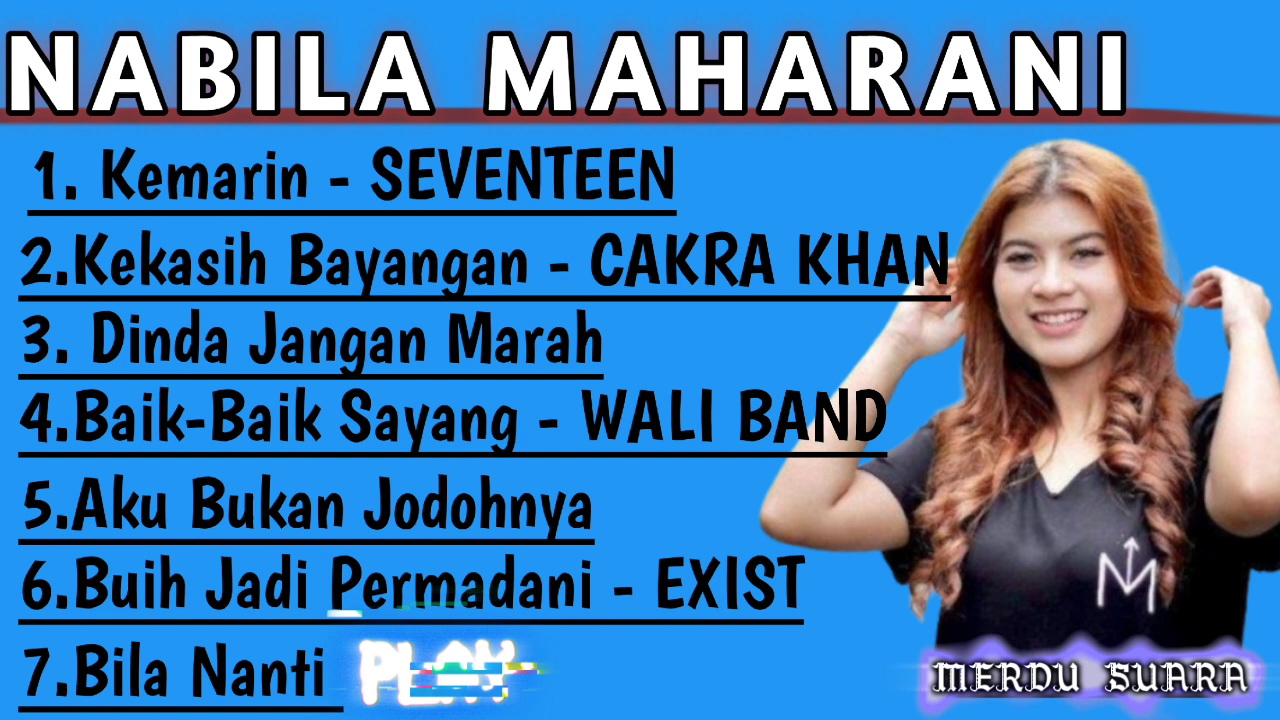 NABILA MAHARANI
1. Kemarin - SEVENTEEN
2.Kekasih Bayangan - CAKRA KHAN
3. Dinda Jangan Marah
4.Baik-Baik Sayang - WALI BAND
5.Aku Bukan Jodohnya
6.Buih Jadi Permadani - EXIST
7.Bila Nanti PLAY
M
MERDU SUARA